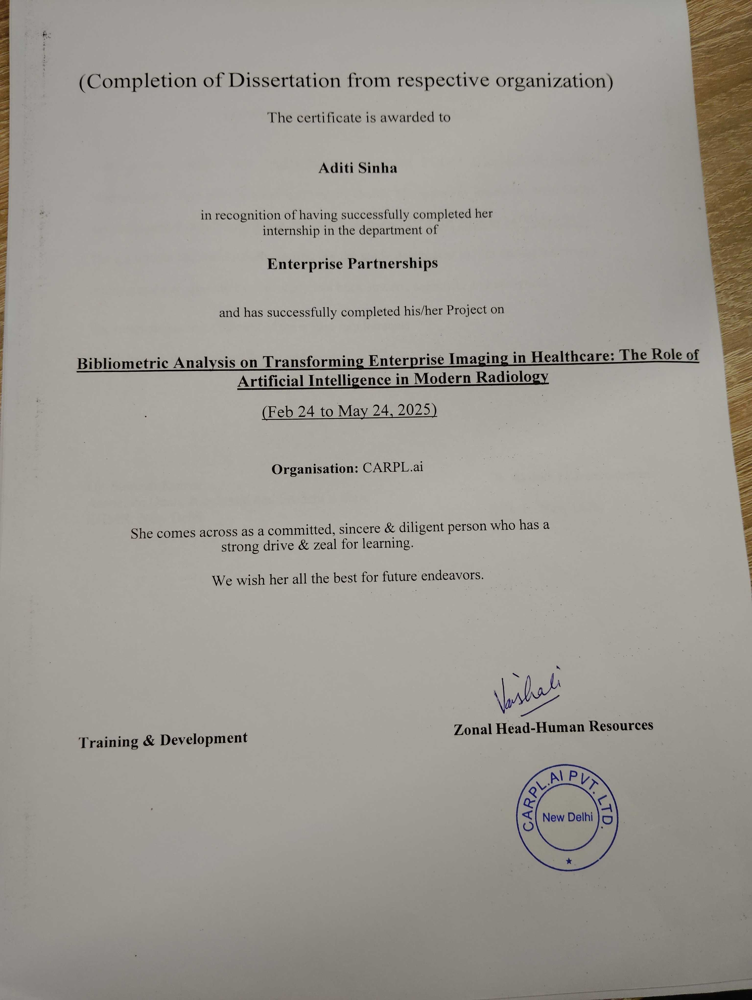 (Completion of Dissertation from respective organization)
The certificate is awarded to
Aditi Sinha
in recognition of having successfully completed her
internship in the department of
Enterprise Partnerships
and has successfully completed his/her Project on
Bibliometric Analysis on Transforming Enterprise Imaging in Healthcare: The Role of
Artificial Intelligence in Modern Radiology
(Feb 24 to May 24, 2025)
Organisation: CARPL.ai
She comes across as a committed, sincere & diligent person who has a
strong drive & zeal for learning.
We wish her all the best for future endeavors.
Vaishali
Training & Development
Zonal Head-Human Resources
CARPL.AI PVT. LTD.
New Delhi